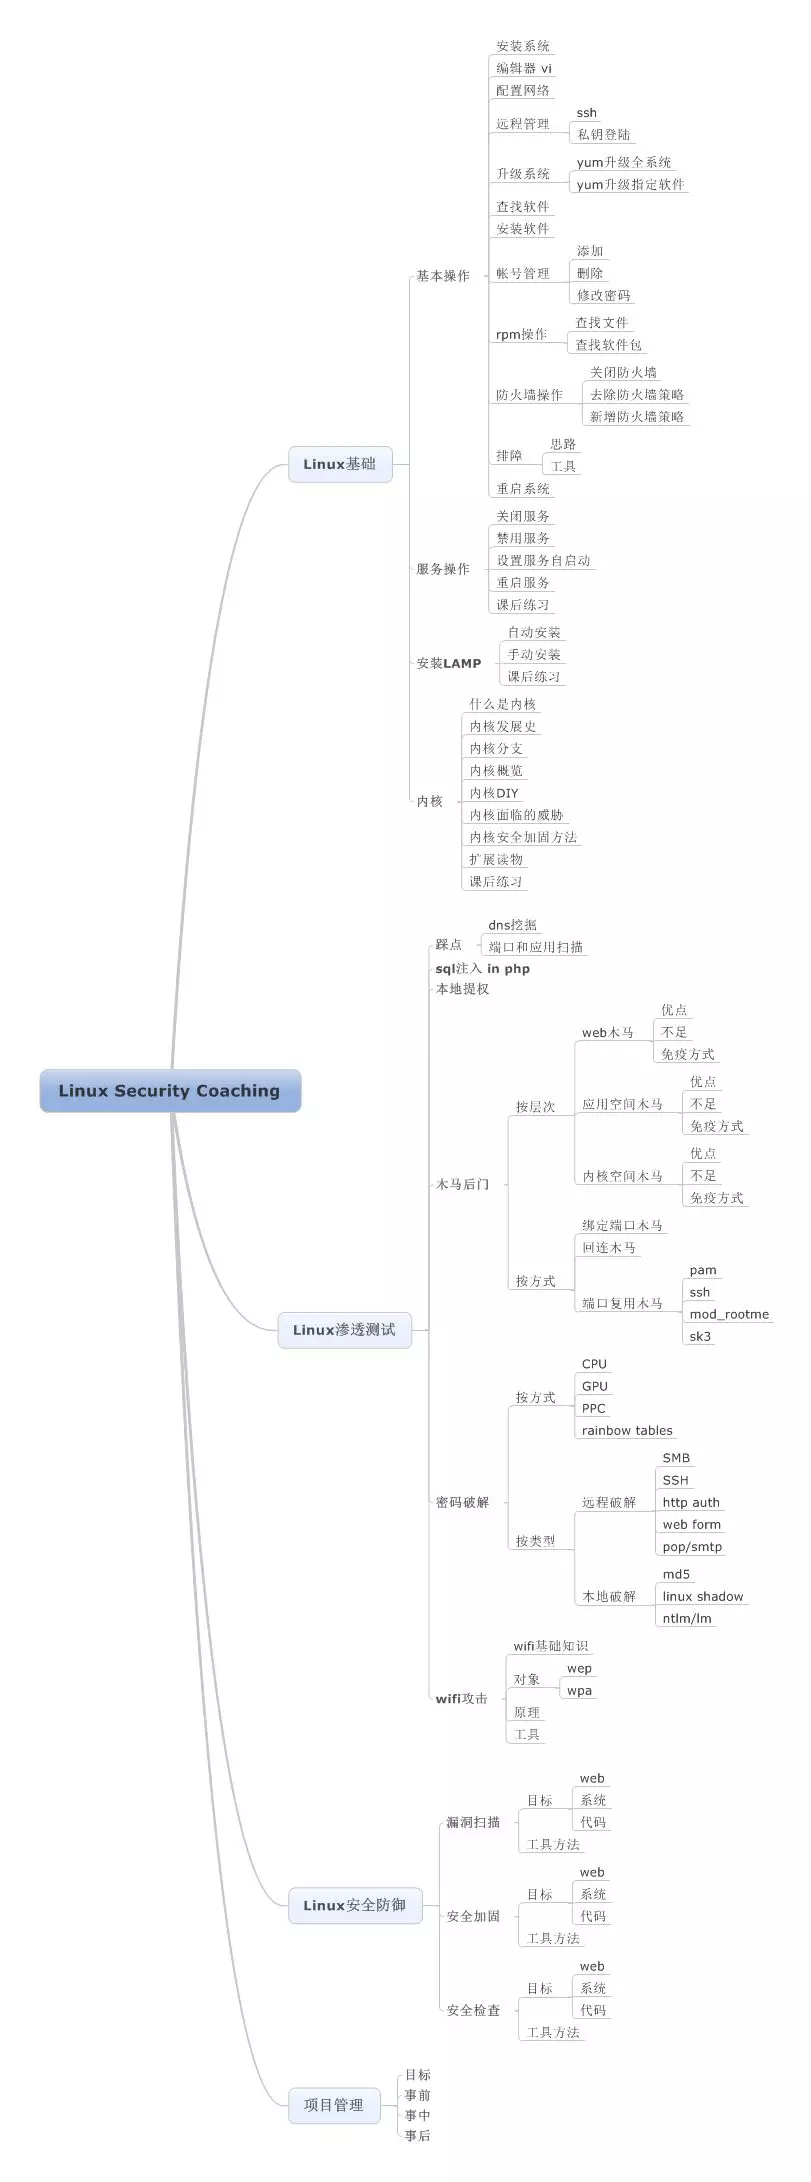 Linux Security Coaching
Linux基础
基本操作
安装系统
编辑器 vi
配置网络
远程管理
ssh
私钥登陆
升级系统
yum升级全系统
yum升级指定软件
查找软件
安装软件
帐号管理
添加
删除
修改密码
rpm操作
查找文件
查找软件包
防火墙操作
关闭防火墙
去除防火墙策略
新增防火墙策略
排障
思路
工具
重启系统
服务操作
关闭服务
禁用服务
设置服务自启动
重启服务
课后练习
安装LAMP
自动安装
手动安装
课后练习
内核
什么是内核
内核发展史
内核分支
内核概览
内核DIY
内核面临的威胁
内核安全加固方法
扩展读物
课后练习
Linux渗透测试
踩点
dns挖掘
端口和应用扫描
sql注入 in php
本地提权
木马后门
按层次
web木马
优点
不足
免疫方式
应用空间木马
优点
不足
免疫方式
内核空间木马
优点
不足
免疫方式
按方式
绑定端口木马
回连木马
端口复用木马
pam
ssh
mod_rootme
sk3
密码破解
按方式
CPU
GPU
PPC
rainbow tables
按类型
远程破解
SMB
SSH
http auth
web form
pop/smtp
本地破解
md5
linux shadow
ntlm/lm
wifi攻击
wifi基础知识
对象
wep
wpa
原理
工具
Linux安全防御
漏洞扫描
目标
web
系统
代码
工具方法
安全加固
目标
web
系统
代码
工具方法
安全检查
目标
web
系统
代码
工具方法
项目管理
目标
事前
事中
事后